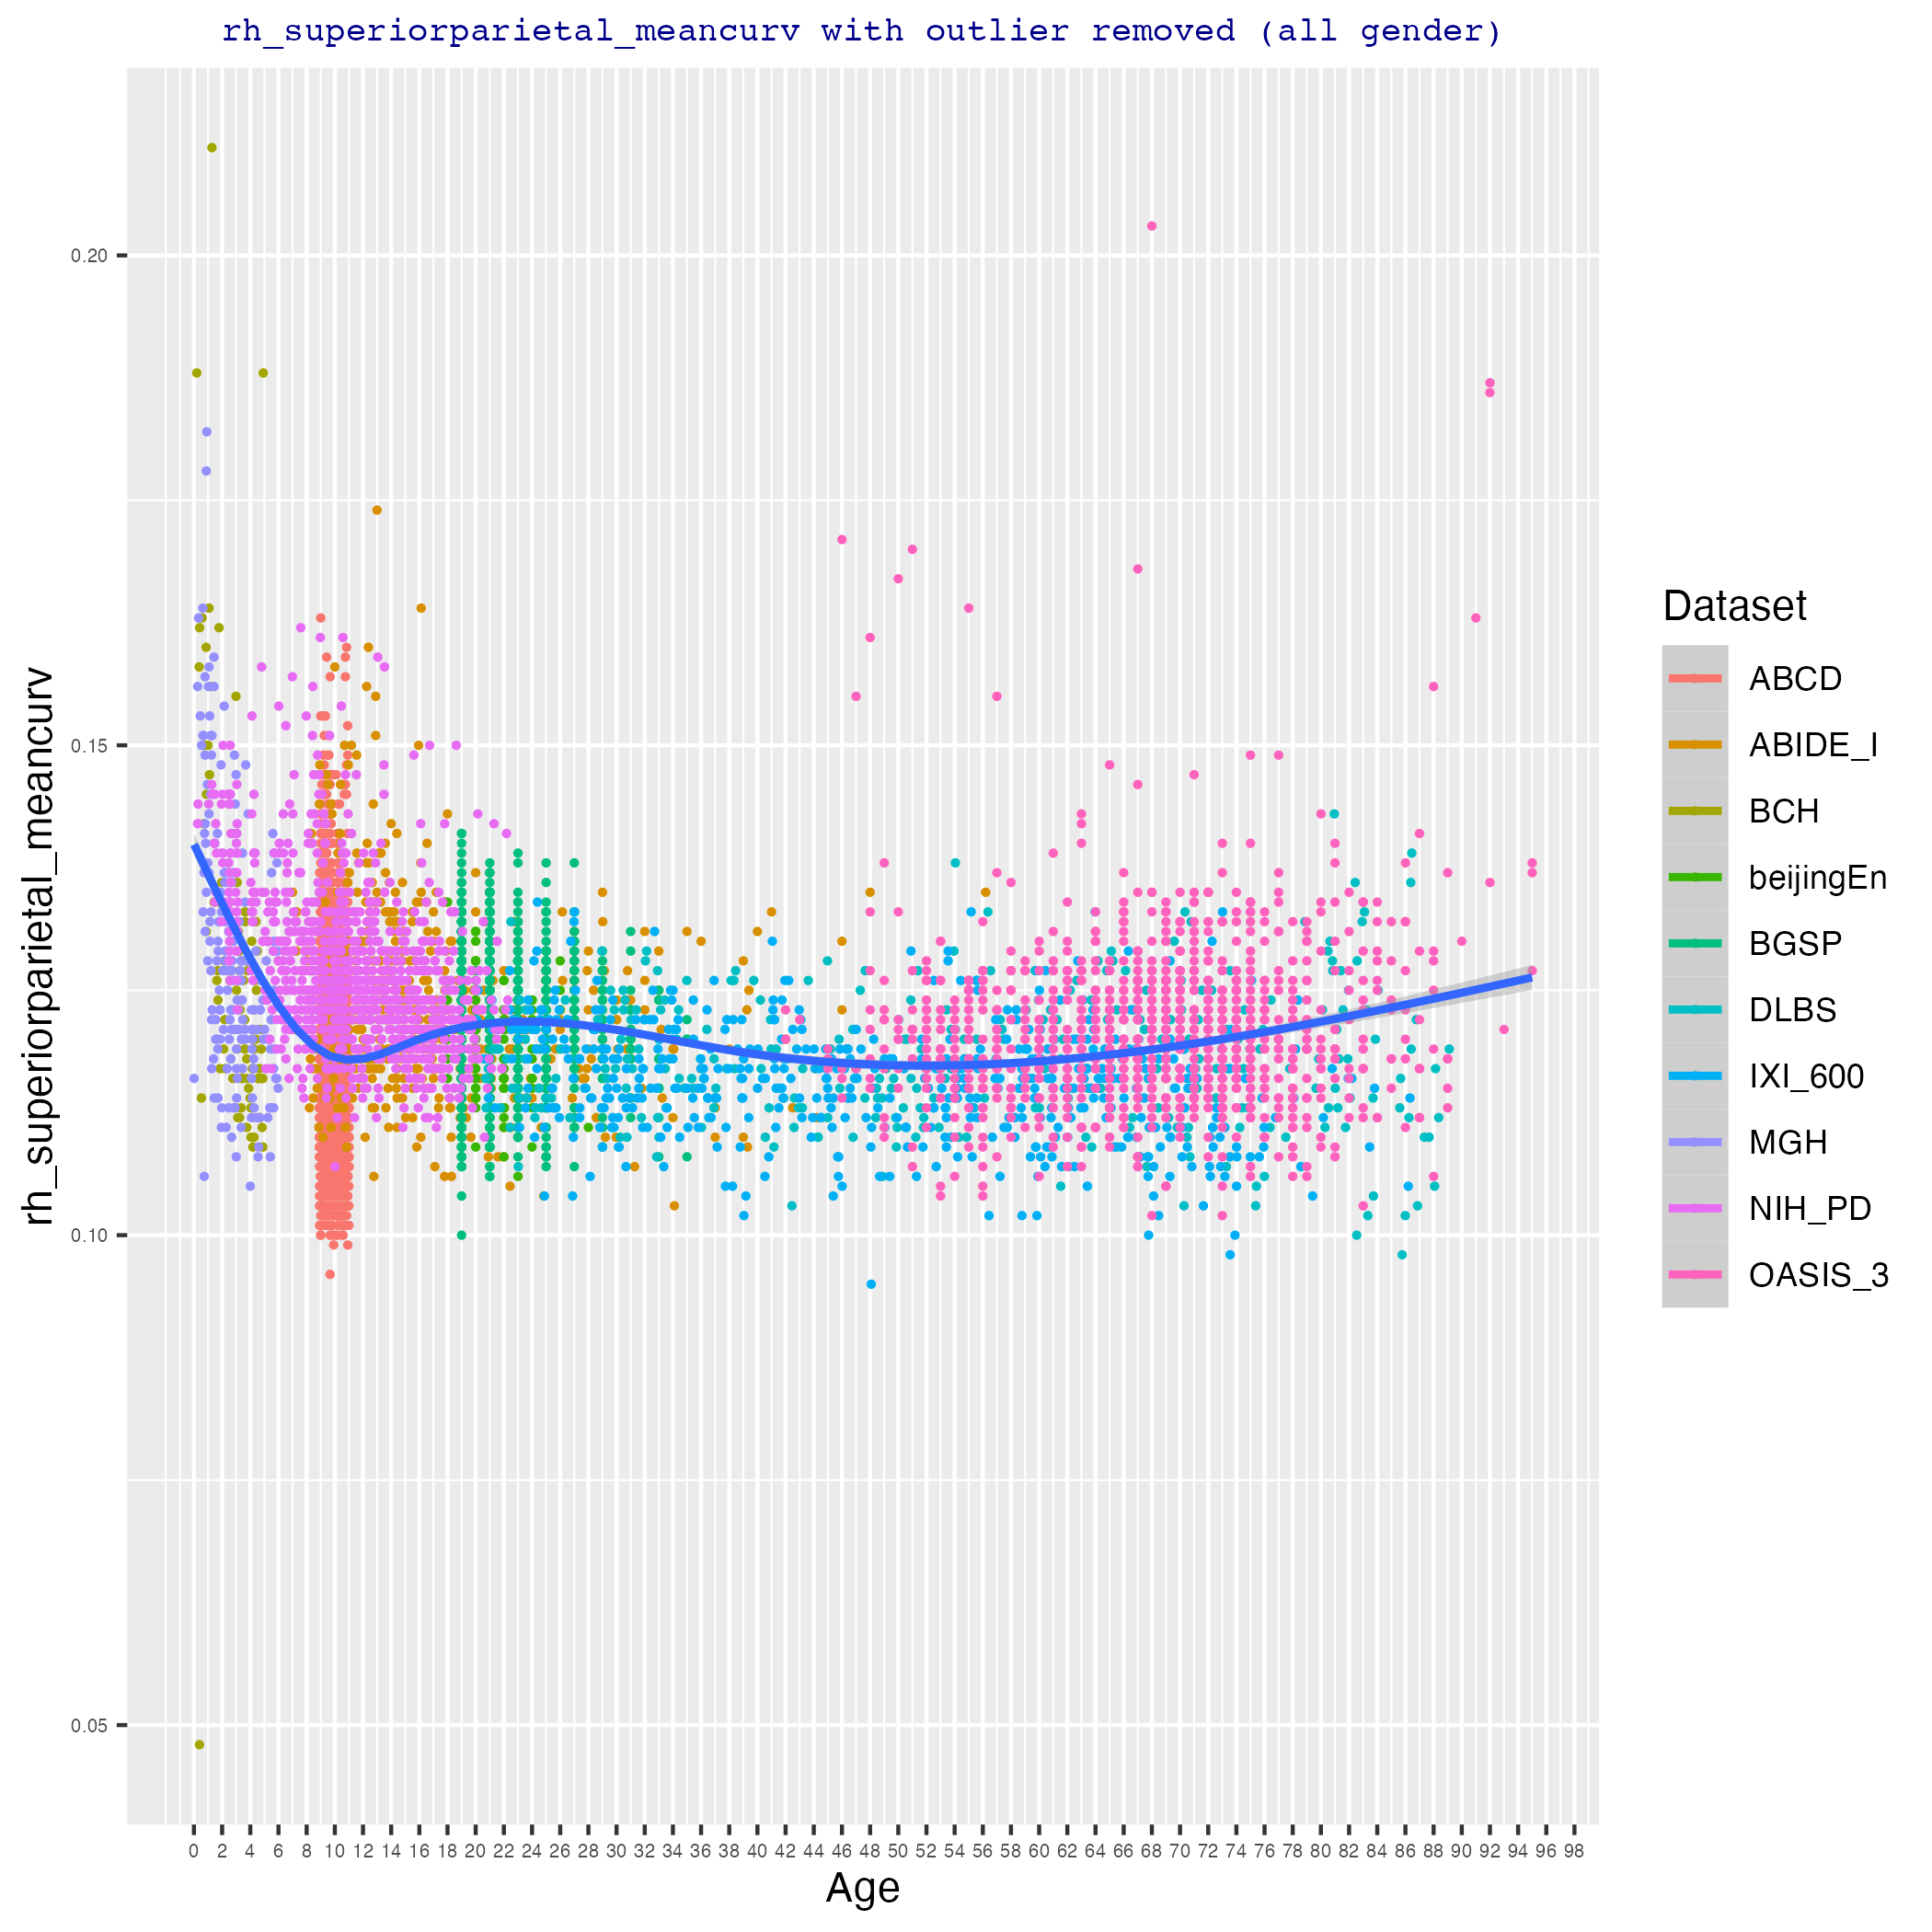 rh_superiorparietal_meancurv with outlier removed (all gender)
rh_superiorparietal_meancurv
0.20
0.15
0.10
0.05
0 2 4 6 8 10 12 14 16 18 20 22 24 26 28 30 32 34 36 38 40 42 44 46 48 50 52 54 56 58 60 62 64 66 68 70 72 74 76 78 80 82 84 86 88 90 92 94 96 98
Age
Dataset
ABCD
ABIDE_I
BCH
beijingEn
BGSP
DLBS
IXI_600
MGH
NIH_PD
OASIS_3